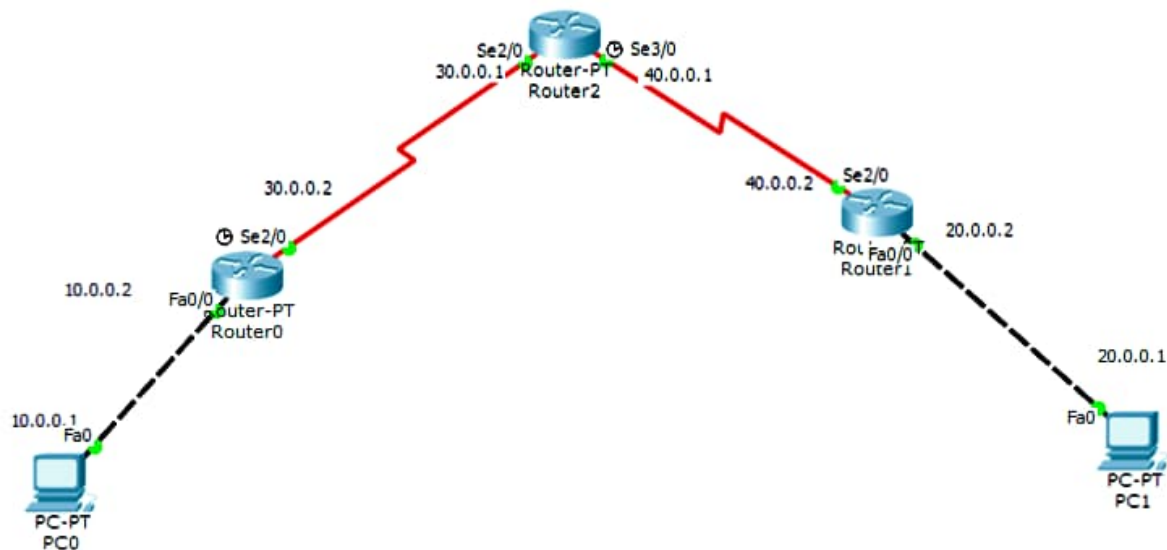 Se2/0
Se3/0
30.0.0.1
Router-PT
40.0.0.1
Router2
30.0.0.2
40.0.0.2
Se2/0
Se2/0
20.0.0.2
Fa0/0
Router1
10.0.0.2
Fa0/0
Router-PT
Router0
20.0.0.1
10.0.0.1
Fa0
Fa0
PC-PT
PC1
PC-PT
PC0